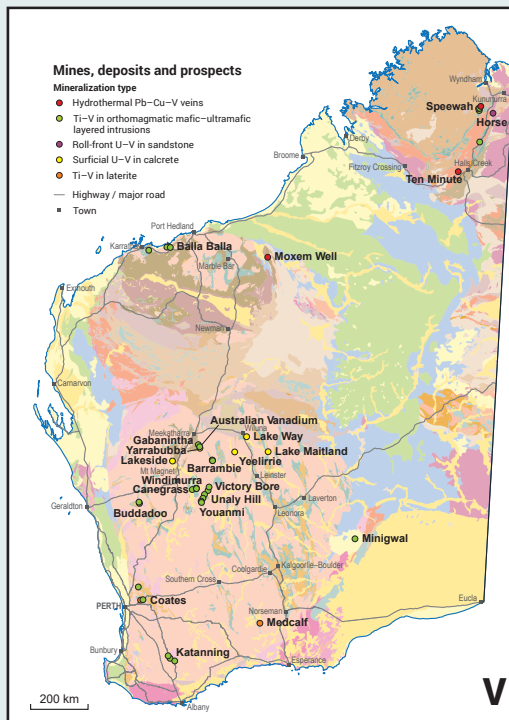 Mines, deposits and prospects
Mineralization type
Hydrothermal Pb–Cu–V veins
Ti–V in orthomagmatic mafic–ultramafic
layered intrusions
Roll-front U–V in sandstone
Surficial U–V in calcrete
Ti–V in laterite
Highway / major road
Town
Wyndham
Kununurra
Speewah
Horse
Derby
Broome
Fitzroy Crossing
Halls Creek
Ten Minute
Port Hedland
Karratha
Balla Balla
Marble Bar
Moxem Well
Exmouth
Newman
Carnarvon
Australian Vanadium
Meekatharra
Wiluna
Gabanintha
Lake Way
Yarrabubba
Lake Maitland
Lakeside
Yeelirrie
Barrambie
Mt Magnet
Leinster
Windimurra
Canegrass
Victory Bore
Unaly Hill
Laverton
Geraldton
Buddadoo
Youanmi
Leonora
Minigwal
Kalgoorlie–Boulder
Coolgardie
Southern Cross
Coates
PERTH
Norseman
Eucla
Medcalf
Bunbury
Katanning
Esperance
Albany
200 km
V